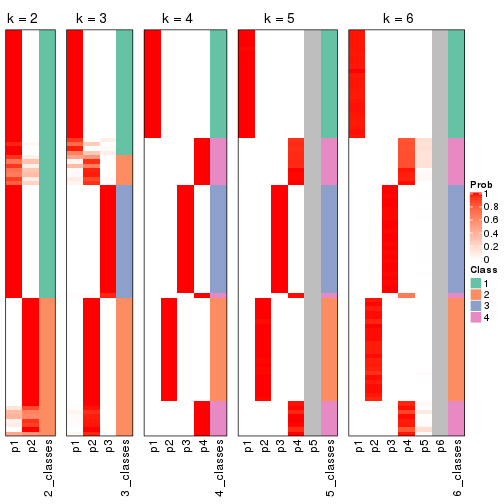 k = 2 k = 3 k = 4 k = 5 k = 6
Prob
1
0.8
0.6
0.4
0.2
0
Class
1
2
3
4
p1 p2 2_classes p1 p2 p3 3_classes p1 p2 p3 p4 4_classes p1 p2 p3 p4 p5 5_classes p1 p2 p3 p4 p5 p6 6_classes